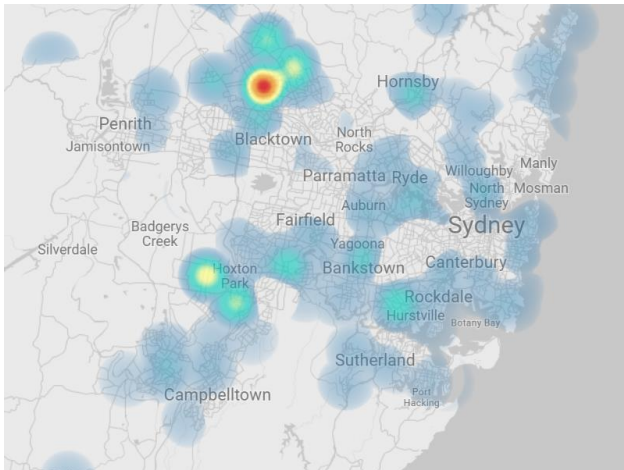 Hornsby
Penrith
Blacktown
North
Rocks
Jamisontown
Manly
Parramatta
Ryde
Willoughby
North
Sydney
Mosman
Auburn
Fairfield
Sydney
Badgerys
Creek
Yagoona
Silverdale
Hoxton
Park
Bankstown
Canterbury
Rockdale
Hurstville
Botany Bay
Sutherland
Campbelltown
Port
Hacking